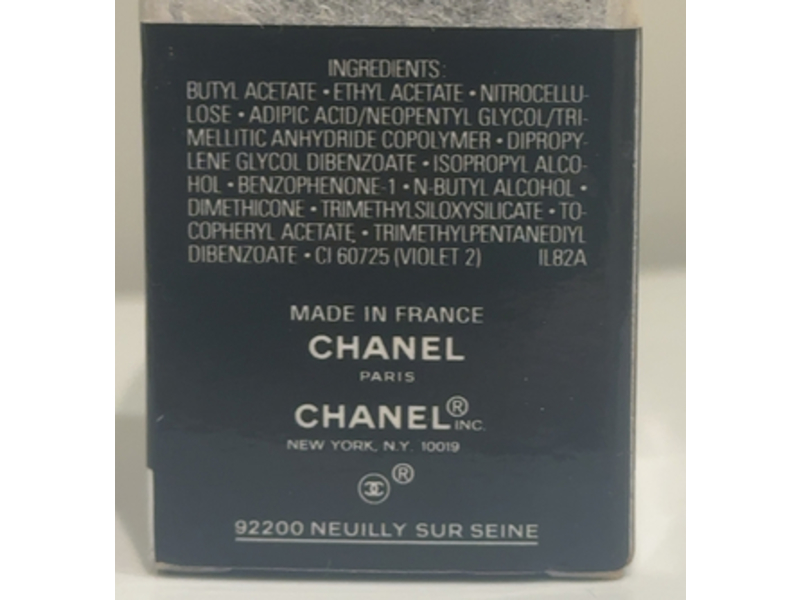 INGREDIENTS:
BUTYL ACETATE • ETHYL ACETATE • NITROCELLU-
LOSE • ADIPIC ACID/NEOPENTYL GLYCOL/TRI-
MELLITIC ANHYDRIDE COPOLYMER • DIPROPY-
LENE GLYCOL DIBENZOATE • ISOPROPYL ALCO-
HOL • BENZOPHENONE-1 • N-BUTYL ALCOHOL •
DIMETHICONE • TRIMETHYLSILOXYSILICATE • TO-
COPHERYL ACETATE • TRIMETHYLPENTANEDIYL
DIBENZOATE • CI 60725 (VIOLET 2) IL82A
MADE IN FRANCE
CHANEL
PARIS
CHANEL® INC.
NEW YORK, N.Y. 10019
®
92200 NEUILLY SUR SEINE